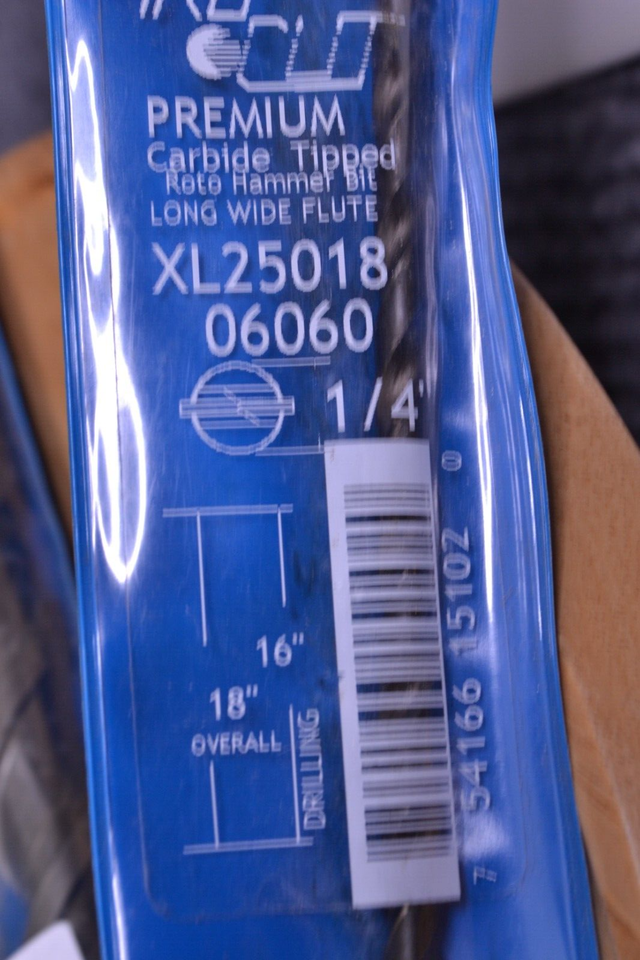 PREMIUM
Carbide Tipped
Roto Hammer Bit
LONG WIDE FLUTE
XL25018
06060
1/4"
16"
DRILLING
18"
OVERALL
7 54166 15102 0